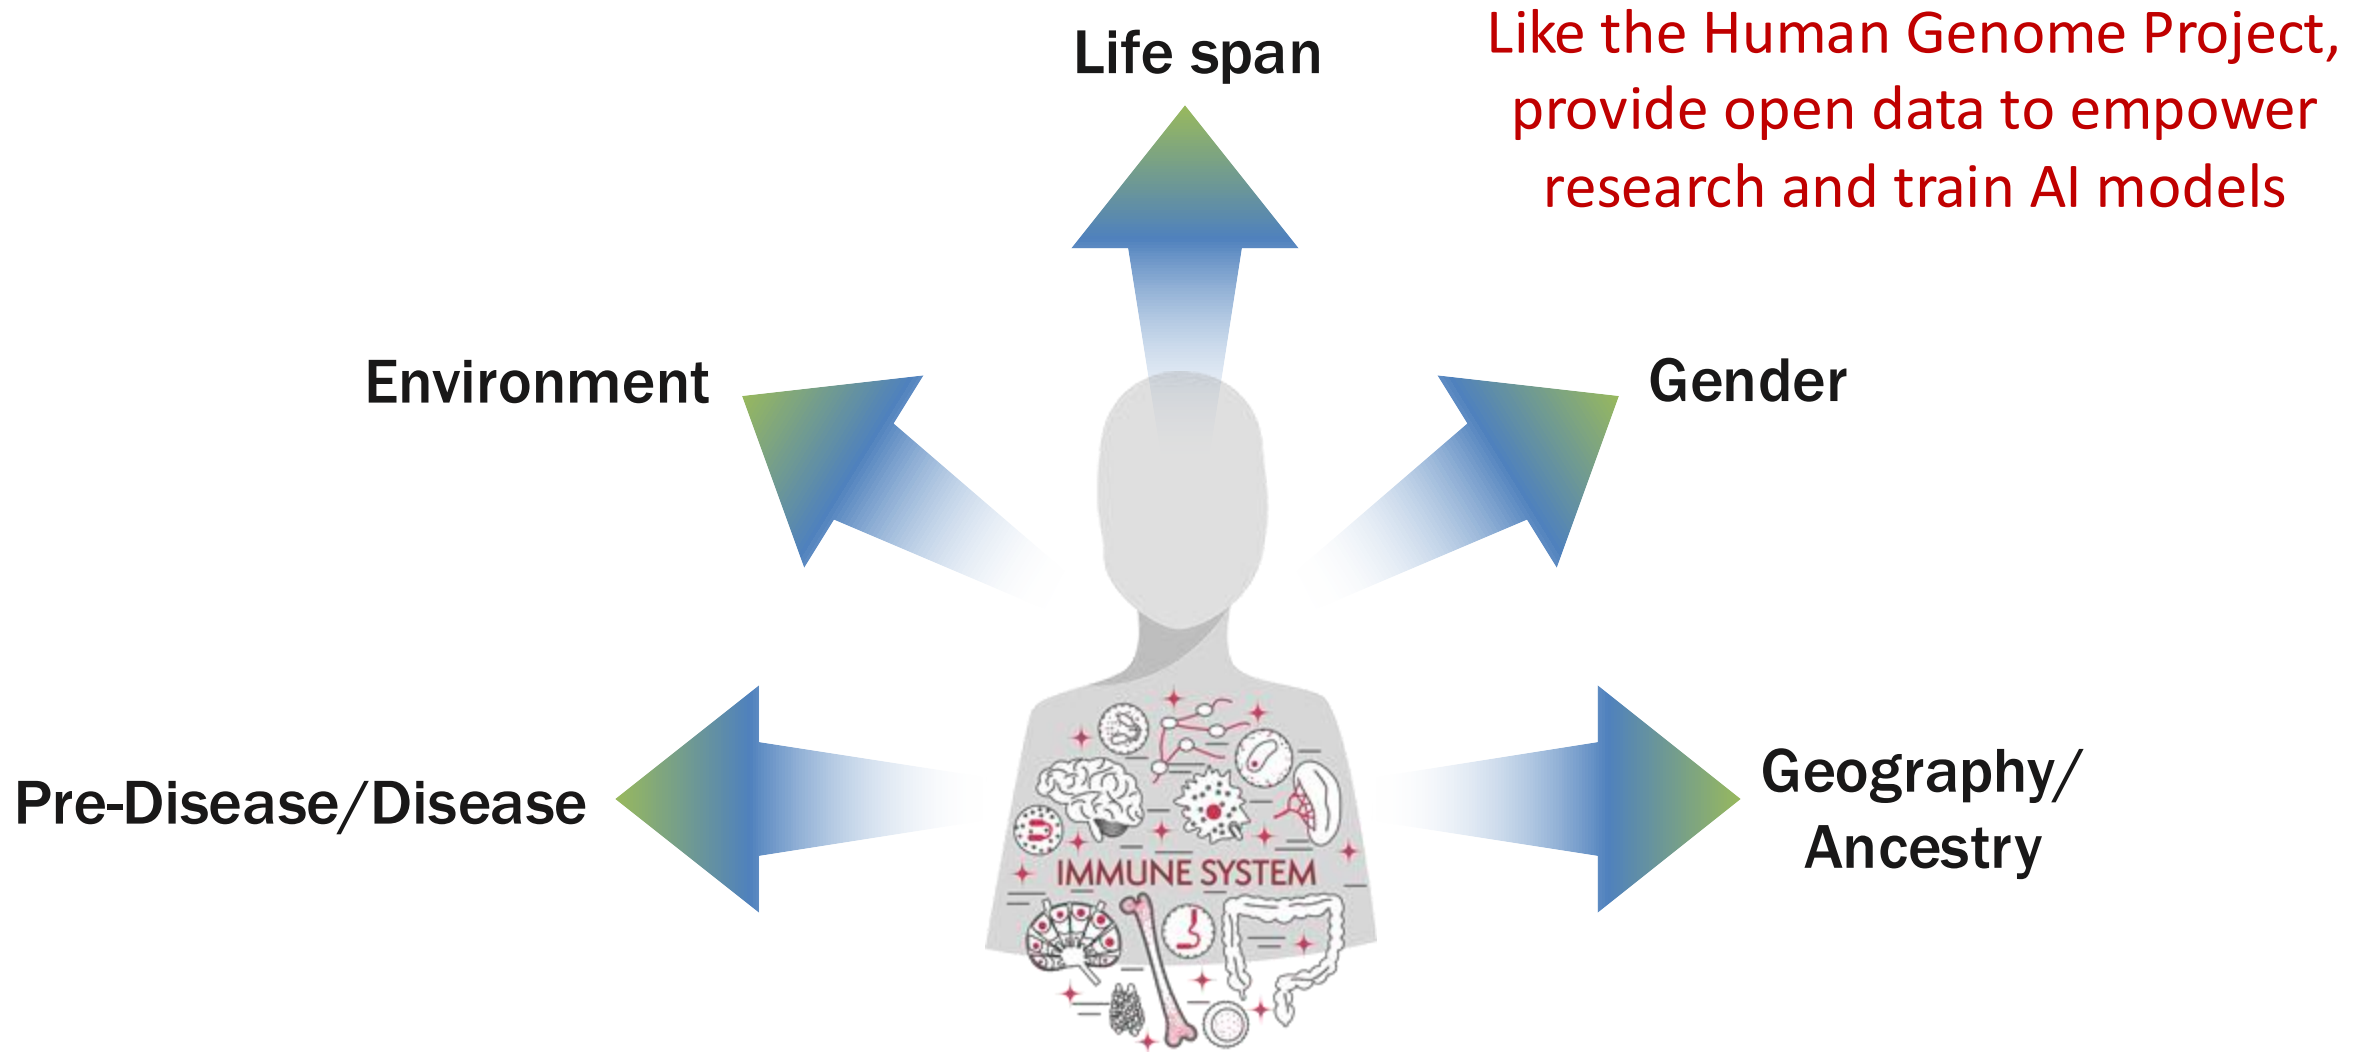 Life span
Like the Human Genome Project,
provide open data to empower
research and train AI models
Environment
Gender
Pre-Disease/Disease
Geography/
Ancestry
IMMUNE SYSTEM